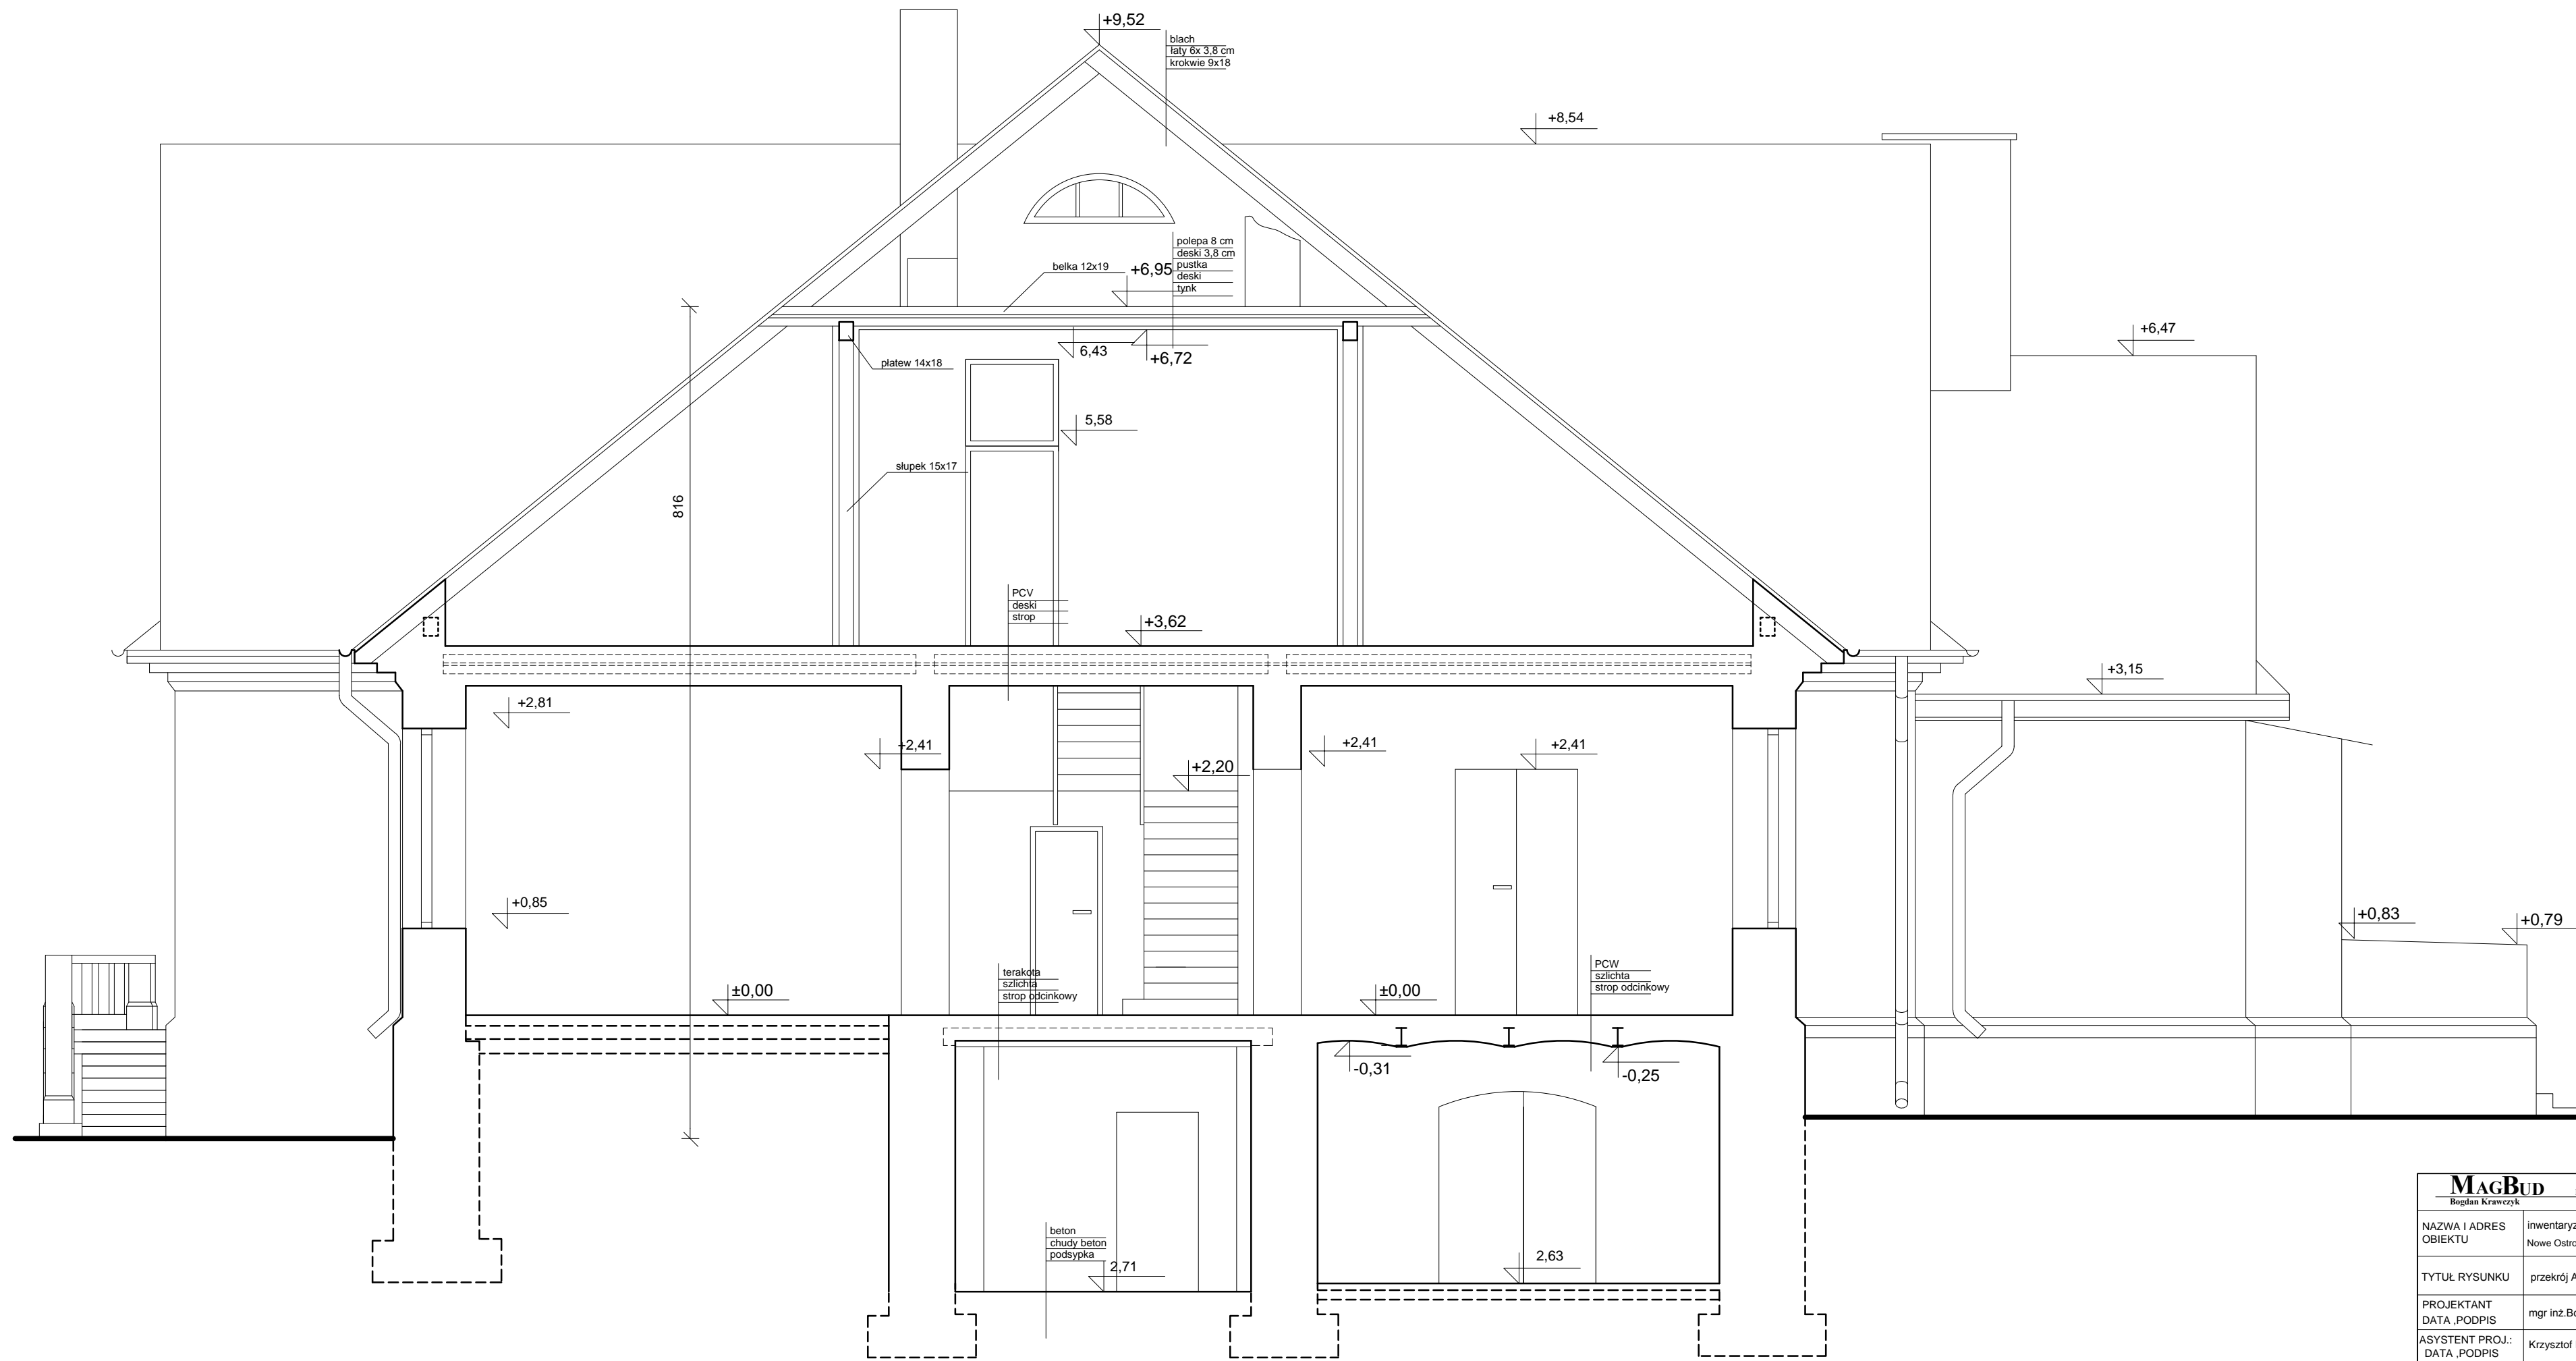 +9,52
blach
łaty 6x 3,8 cm
krokwie 9x18
+8,54
polepa 8 cm
deski 3,8 cm
pustka
deski
tynk
belka 12x19
+6,95
+6,47
6,43
+6,72
płatew 14x18
5,58
słupek 15x17
816
PCV
deski
strop
+3,62
+3,15
+2,81
+2,41
+2,41
+2,41
+2,20
+0,85
+0,83
+0,79
terakota
szlichta
strop odcinkowy
PCW
szlichta
strop odcinkowy
±0,00
±0,00
-0,31
-0,25
beton
chudy beton
podsypka
2,71
2,63
MAGBUD
Bogdan Krawczyk
NAZWA I ADRES
OBIEKTU
TYTUŁ RYSUNKU
przekrój
PROJEKTANT
DATA ,PODPIS
mgr inż.
ASYSTENT PROJ.:
DATA ,PODPIS
Krzysztof